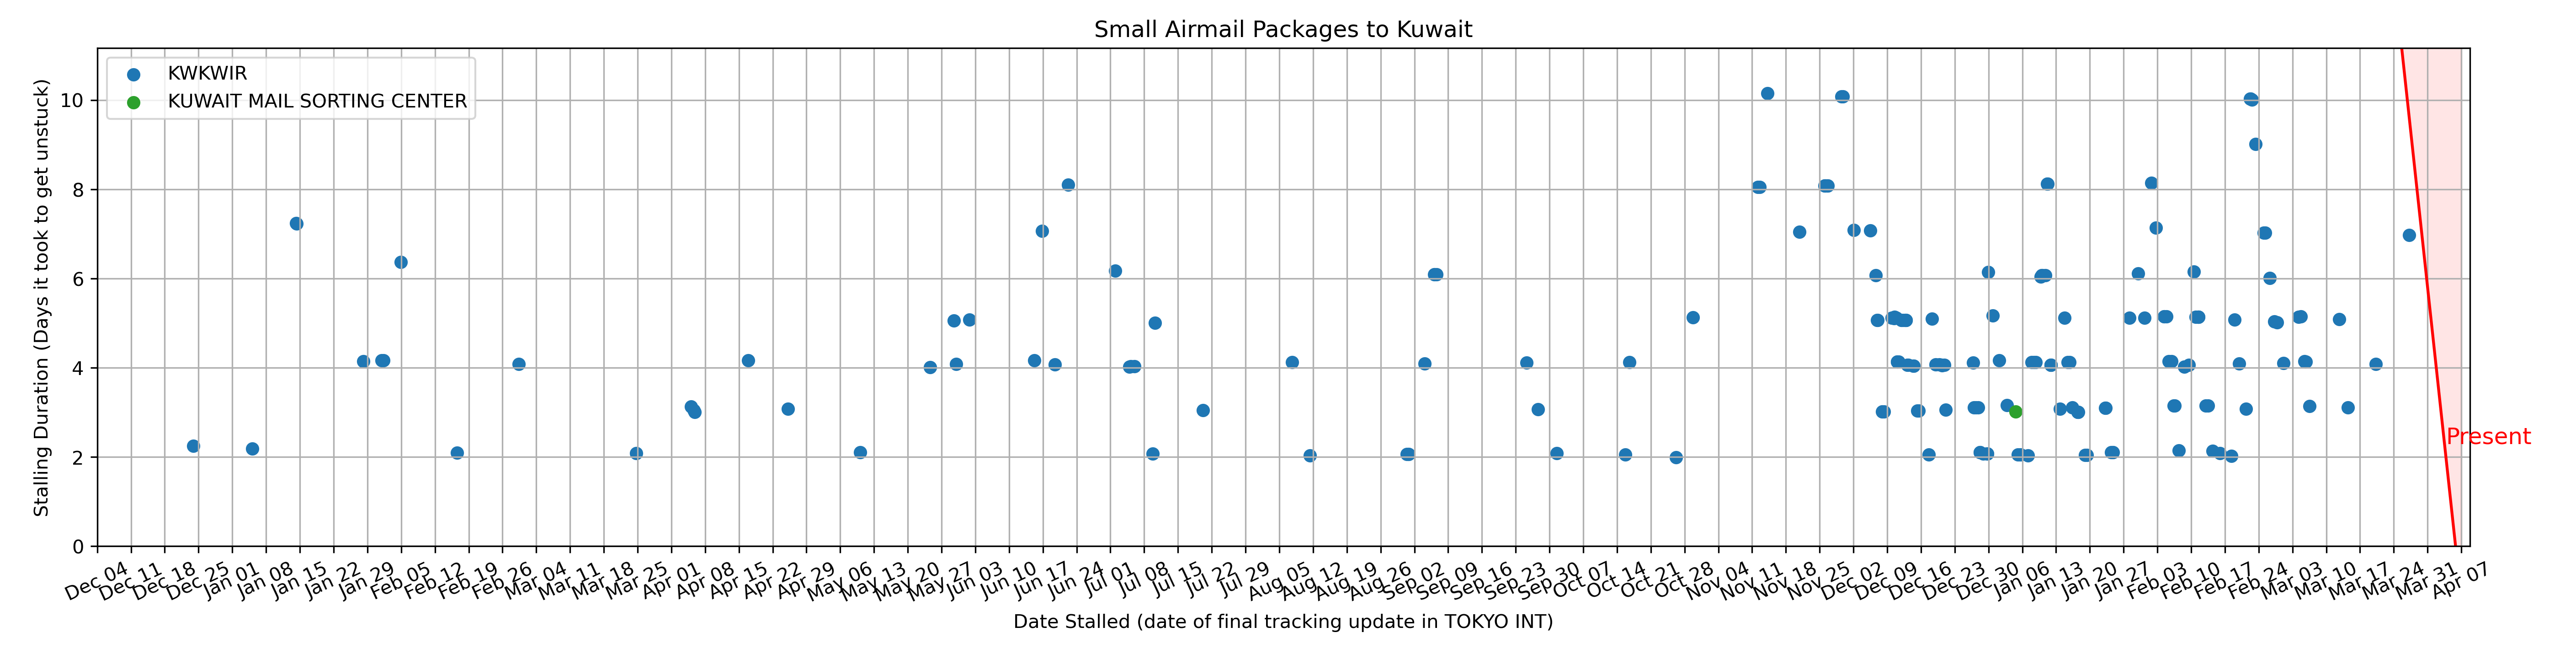 Small Airmail Packages to Kuwait
KWKWIR
KUWAIT MAIL SORTING CENTER
Stalling Duration (Days it took to get unstuck)
10
8
6
4
2
0
Present
Dec 04 Dec 11 Dec 18 Dec 25 Jan 01 Jan 08 Jan 15 Jan 22 Jan 29 Feb 05 Feb 12 Feb 19 Feb 26 Mar 04 Mar 11 Mar 18 Mar 25 Apr 01 Apr 08 Apr 15 Apr 22 Apr 29 May 06 May 13 May 20 May 27 Jun 03 Jun 10 Jun 17 Jun 24 Jul 01 Jul 08 Jul 15 Jul 22 Jul 29 Aug 05 Aug 12 Aug 19 Aug 26 Sep 02 Sep 09 Sep 16 Sep 23 Sep 30 Oct 07 Oct 14 Oct 21 Oct 28 Nov 04 Nov 11 Nov 18 Nov 25 Dec 02 Dec 09 Dec 16 Dec 23 Dec 30 Jan 06 Jan 13 Jan 20 Jan 27 Feb 03 Feb 10 Feb 17 Feb 24 Mar 03 Mar 10 Mar 17 Mar 24 Mar 31 Apr 07
Date Stalled (date of final tracking update in TOKYO INT)